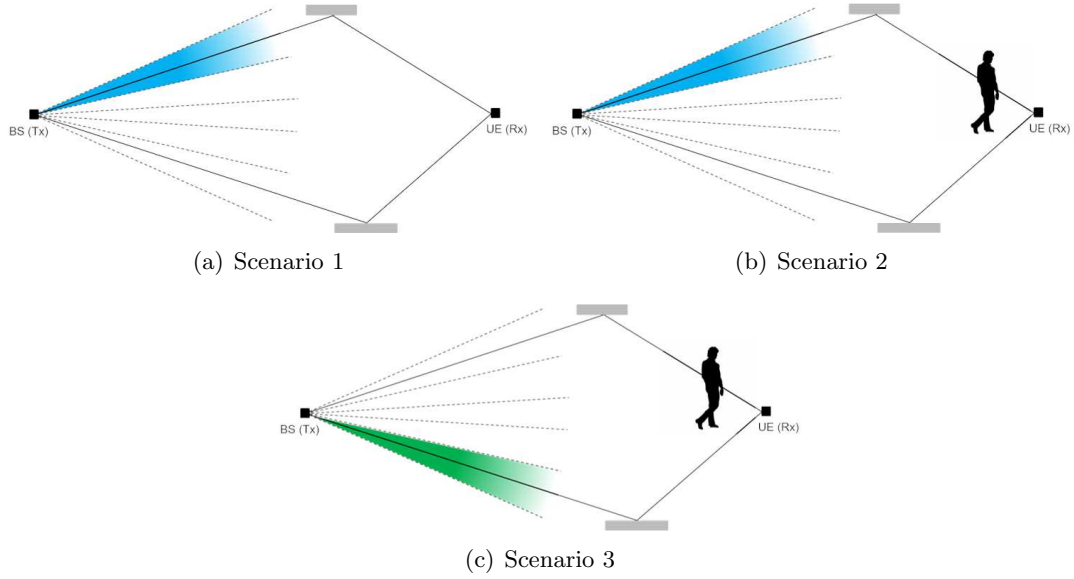 BS (Tx)
UE (Rx)
BS (Tx)
UE (Rx)
(a) Scenario 1
(b) Scenario 2
BS (Tx)
UE (Rx)
(c) Scenario 3